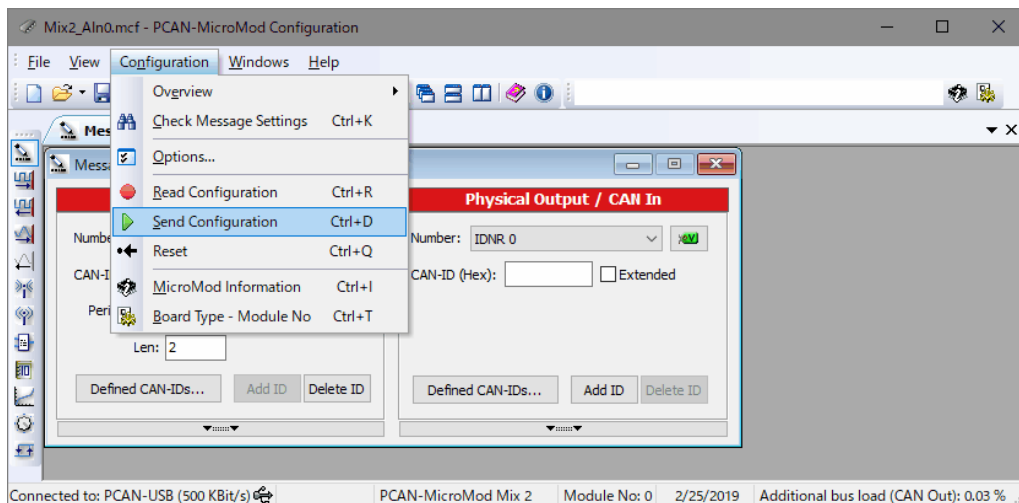 Mix2_AIn0.mcf - PCAN-MicroMod Configuration
File View Configuration Windows Help
Overview
Check Message Settings Ctrl+K
Options...
Read Configuration Ctrl+R
Send Configuration Ctrl+D
Reset Ctrl+Q
MicroMod Information Ctrl+I
Board Type - Module No Ctrl+T
Len: 2
Defined CAN-IDs... Add ID Delete ID
Physical Output / CAN In
Number: IDNR 0
CAN-ID (Hex): Extended
Defined CAN-IDs... Add ID Delete ID
Connected to: PCAN-USB (500 KBit/s) PCAN-MicroMod Mix 2 Module No: 0 2/25/2019 Additional bus load (CAN Out): 0.03 %